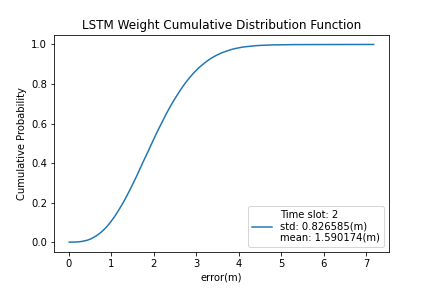 LSTM Weight Cumulative Distribution Function
1.0
0.8
0.6
0.4
0.2
0.0
Cumulative Probability
Time slot: 2
std: 0.826585(m)
mean: 1.590174(m)
0 1 2 3 4 5 6 7
error(m)